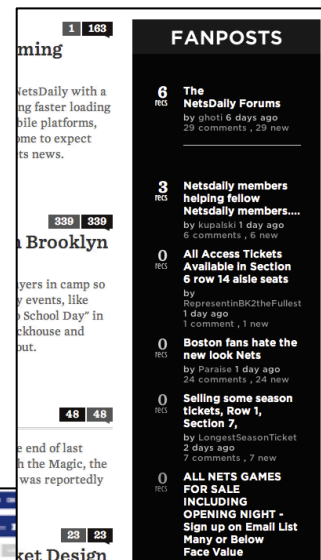 1 163
ming
NetsDaily with a
ng faster loading
bile platforms,
ome to expect
ts news.
339 339
n Brooklyn
ayers in camp so
y events, like
o School Day" in
ckhouse and
out.
48 48
e end of last
h the Magic, the
was reportedly
23 23
ket Design
FANPOSTS
6 recs
The
NetsDaily Forums
by ghoti 6 days ago
29 comments , 29 new
3 recs
Netsdaily members
helping fellow
Netsdaily members....
by kupalski 1 day ago
6 comments , 6 new
0 recs
All Access Tickets
Available in Section
6 row 14 aisle seats
by
RepresentinBK2theFullest
1 day ago
1 comment , 1 new
0 recs
Boston fans hate the
new look Nets
by Paraise 1 day ago
24 comments , 24 new
0 recs
Selling some season
tickets, Row 1,
Section 7,
by LongestSeasonTicket
2 days ago
7 comments , 7 new
0 recs
ALL NETS GAMES
FOR SALE
INCLUDING
OPENING NIGHT -
Sign up on Email List
Many or Below
Face Value